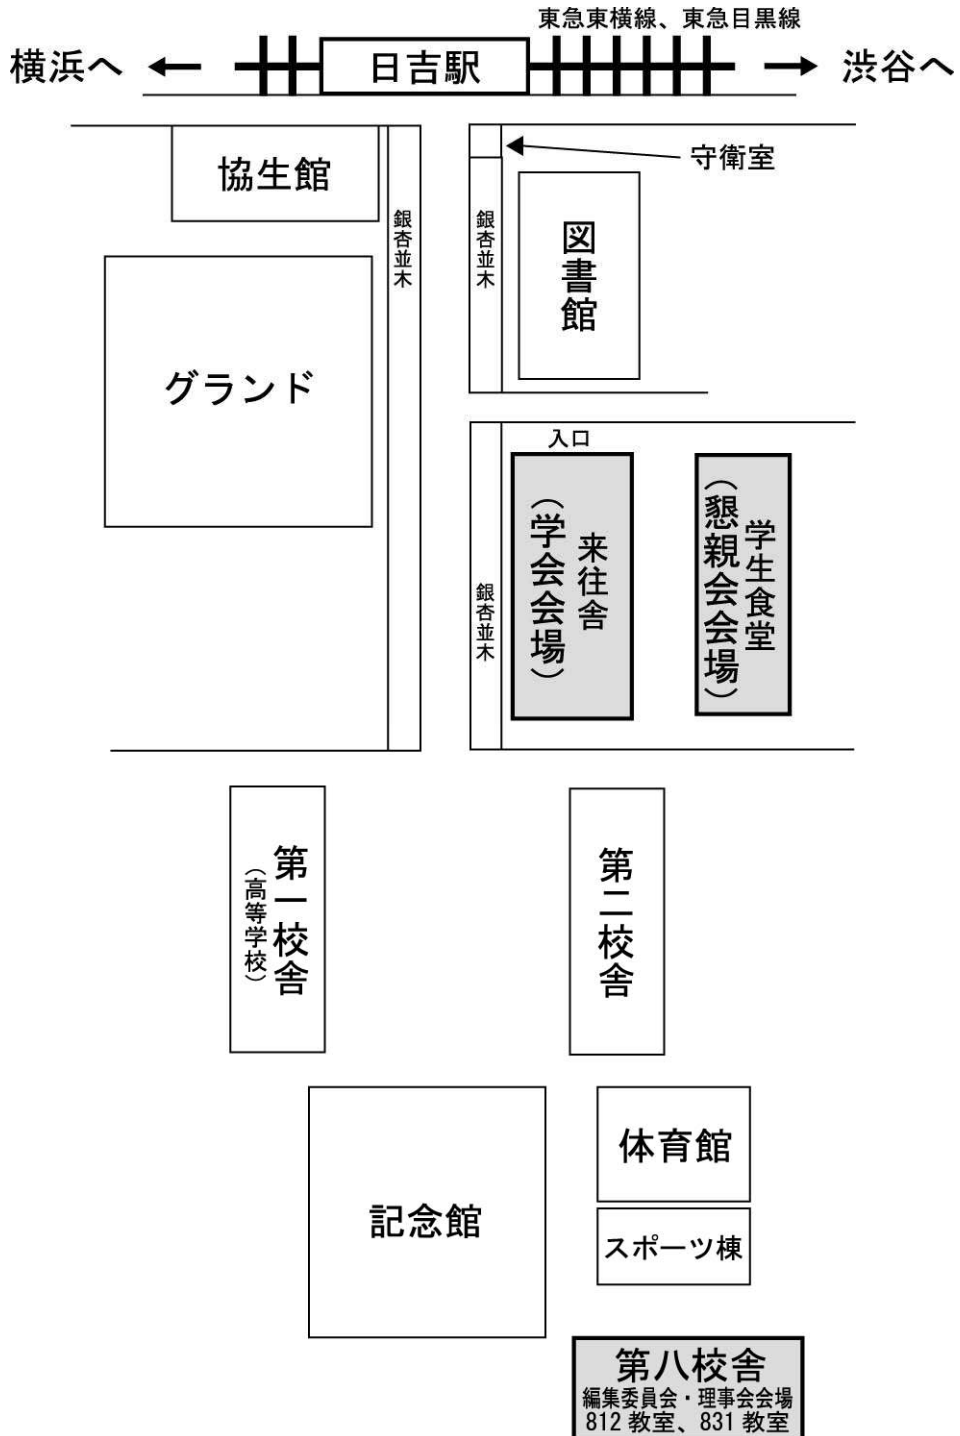 東急東横線、東急目黒線
横浜へ
日吉駅
渋谷へ
協生館
守衛室
銀杏並木
銀杏並木
図書館
グランド
入口
来往舎
（学会会場）
学生食堂
（懇親会会場）
銀杏並木
第一校舎
（高等学校）
第二校舎
体育館
記念館
スポーツ棟
第八校舎
編集委員会・理事会会場
812 教室、831 教室